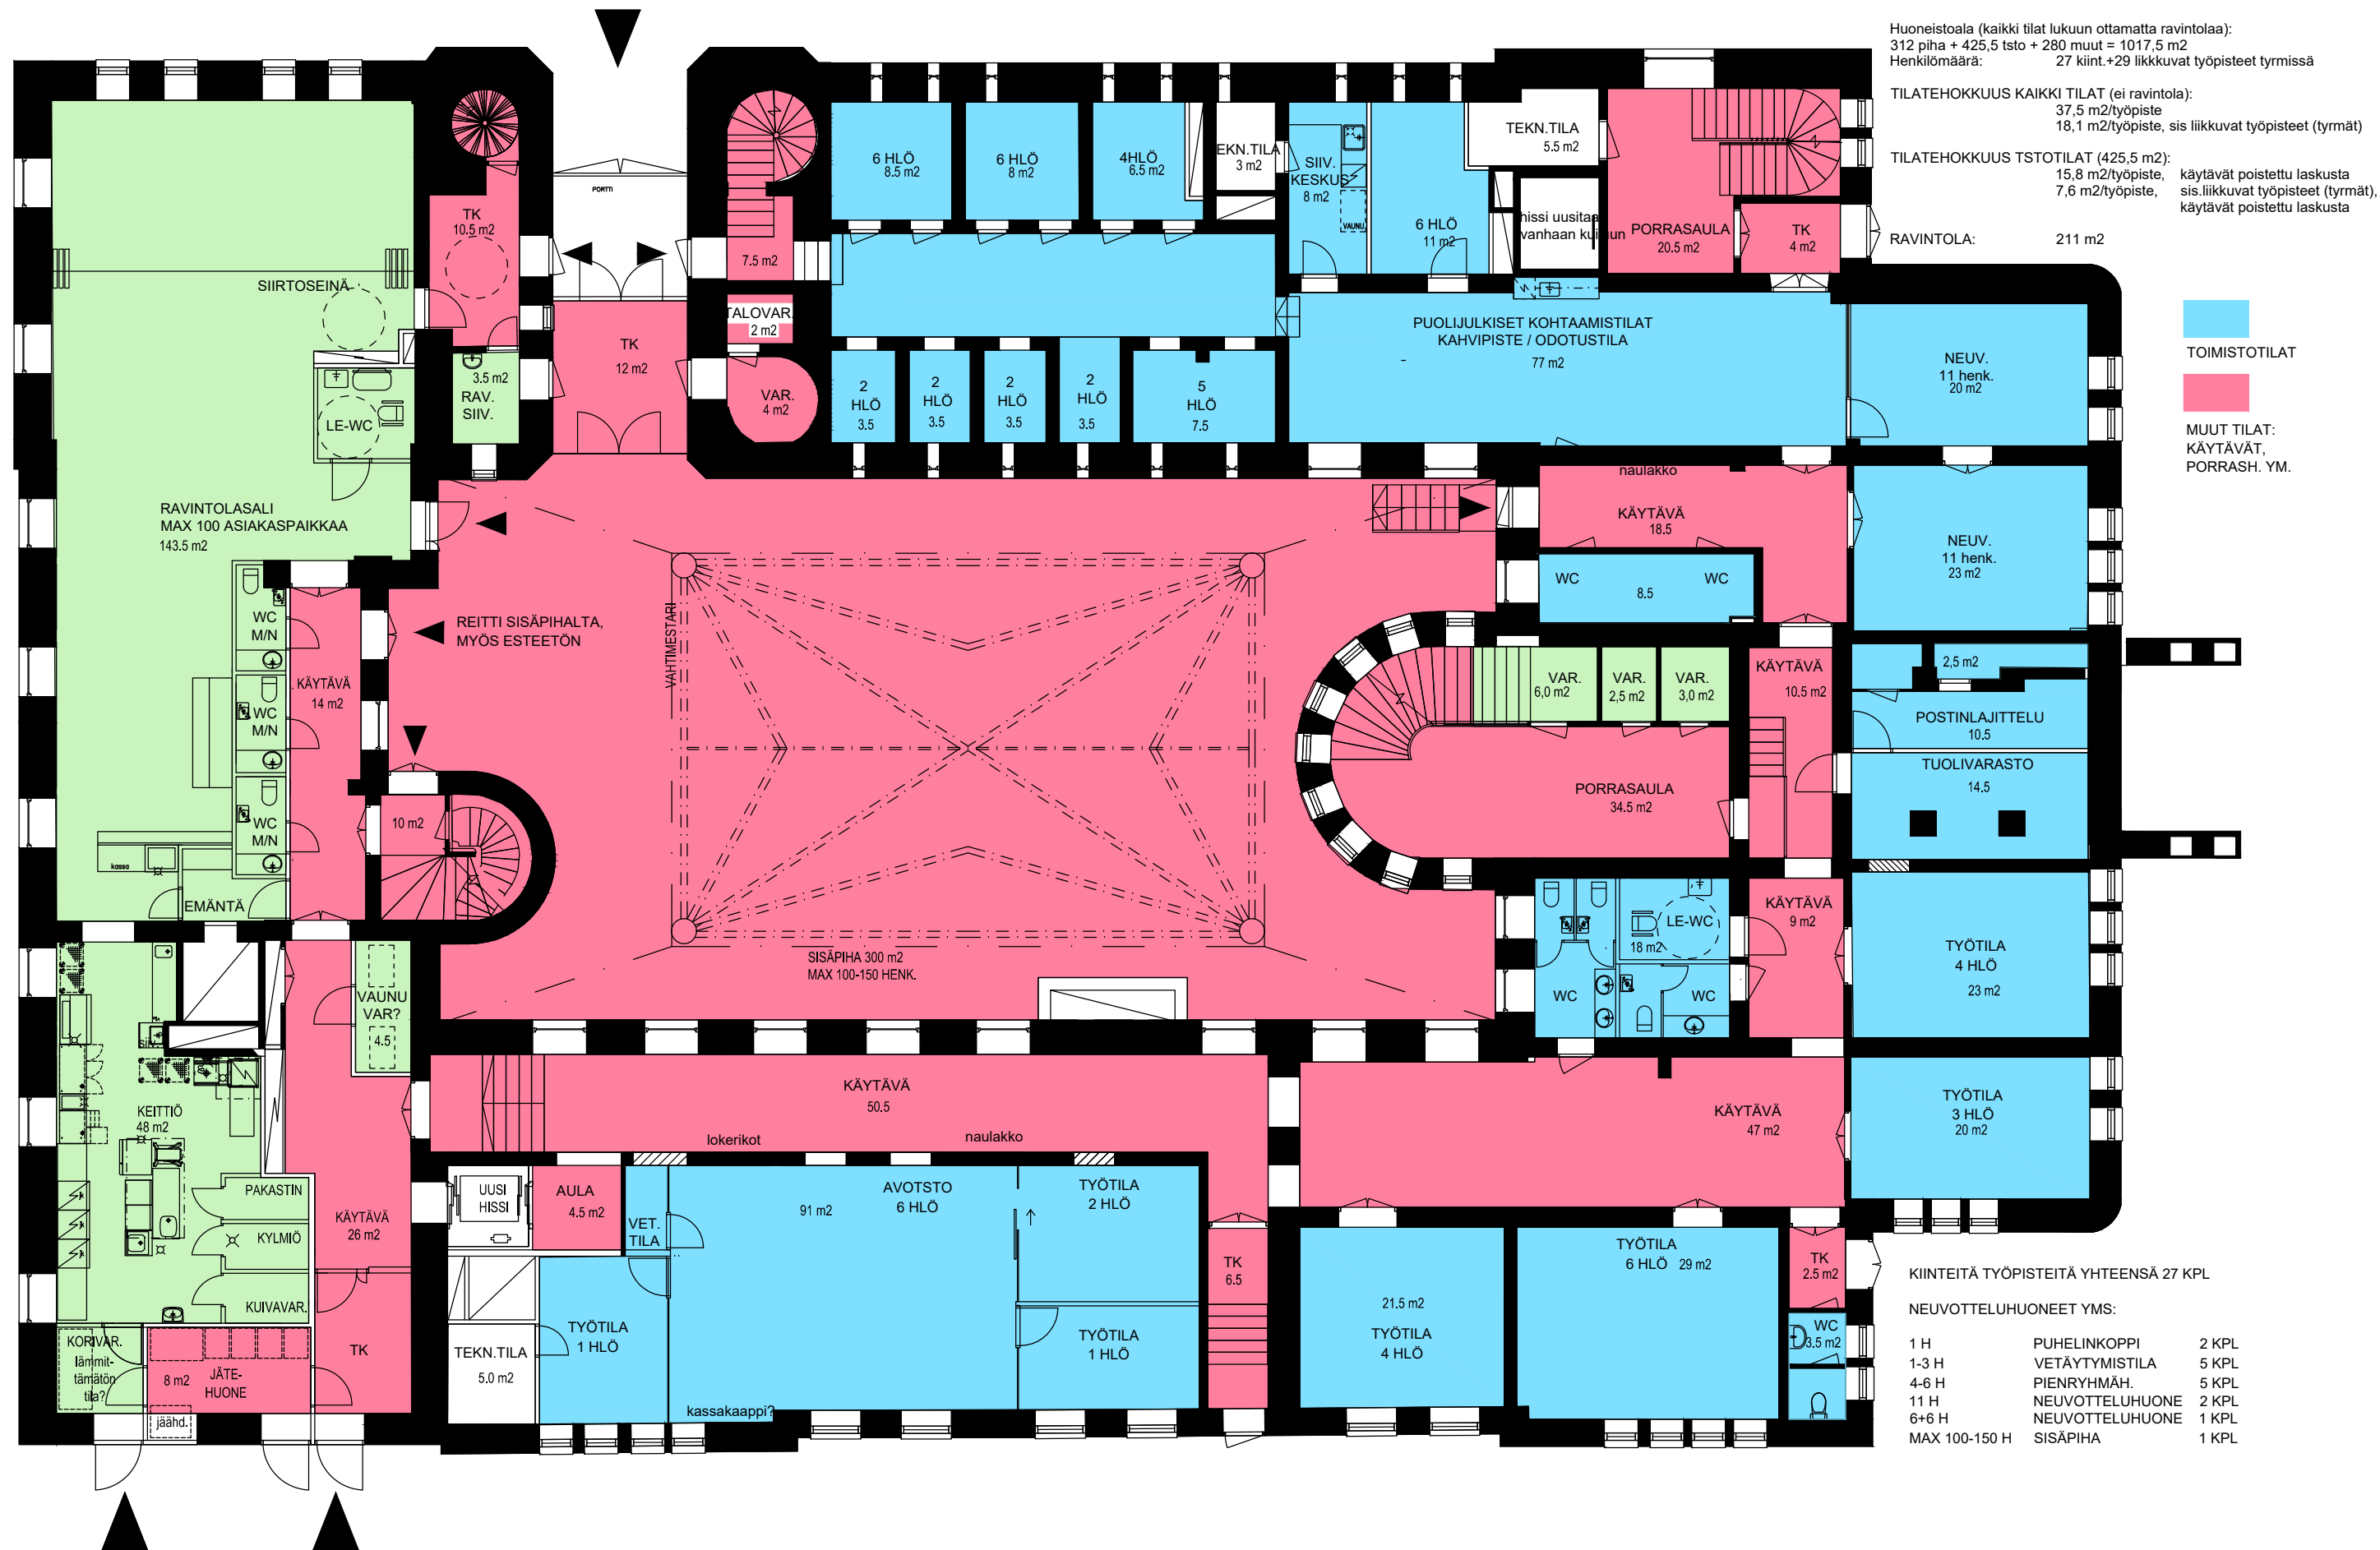 Huoneistoala (kaikki tilat lukuun ottamatta ravintolaa):
312 piha + 425,5 tsto + 280 muut = 1017,5 m2
Henkilömäärä: 27 kiint.+29 likkkuvat työpisteet tyrmissä
TILATEHOKKUUS KAIKKI TILAT (ei ravintola):
37,5 m2/työpiste
18,1 m2/työpiste, sis liikkuvat työpisteet (tyrmät)
TILATEHOKKUUS TSTOTILAT (425,5 m2):
15,8 m2/työpiste, käytävät poistettu laskusta
7,6 m2/työpiste, sis.liikkuvat työpisteet (tyrmät),
käytävät poistettu laskusta
RAVINTOLA: 211 m2
TOIMISTOTILAT
MUUT TILAT:
KÄYTÄVÄT,
PORRASH. YM.
PORTTI
TK
10.5 m2
SIIRTOSEINÄ
3.5 m2
RAV.
SIIV.
LE-WC
TK
12 m2
7.5 m2
TALOVAR.
2 m2
VAR.
4 m2
6 HLÖ
8.5 m2
6 HLÖ
8 m2
4HLÖ
6.5 m2
EKN.TILA
3 m2
SIIV.
KESKUS
8 m2
VAUNU
6 HLÖ
11 m2
TEKN.TILA
5.5 m2
hissi uusitaa
vanhaan kuiluun
PORRASAULA
20.5 m2
TK
4 m2
2
HLÖ
3.5
2
HLÖ
3.5
2
HLÖ
3.5
2
HLÖ
3.5
5
HLÖ
7.5
PUOLIJULKISET KOHTAAMISTILAT
KAHVIPISTE / ODOTUSTILA
77 m2
NEUV.
11 henk.
20 m2
naulakko
KÄYTÄVÄ
18.5
NEUV.
11 henk.
23 m2
WC
8.5
WC
RAVINTOLASALI
MAX 100 ASIAKASPAIKKAA
143.5 m2
WC
M/N
WC
M/N
WC
M/N
KÄYTÄVÄ
14 m2
REITTI SISÄPIHALTA,
MYÖS ESTEETÖN
VAHTIMESTARI
10 m2
kassa
EMÄNTÄ
SISÄPIHA 300 m2
MAX 100-150 HENK.
VAR.
6,0 m2
VAR.
2,5 m2
VAR.
3,0 m2
PORRASAULA
34.5 m2
KÄYTÄVÄ
10.5 m2
2,5 m2
POSTINLAJITTELU
10.5
TUOLIVARASTO
14.5
WC
18 m2
LE-WC
WC
KÄYTÄVÄ
9 m2
TYÖTILA
4 HLÖ
23 m2
VAUNU
VAR?
4.5
siiv.
KEITTIÖ
48 m2
PAKASTIN
KYLMIÖ
KUIVAVAR.
KÄYTÄVÄ
26 m2
KORIVAR.
lämmit-
tämätön
tila?
8 m2
JÄTE-
HUONE
jäähd.
TK
KÄYTÄVÄ
50.5
lokerikot
naulakko
KÄYTÄVÄ
47 m2
TYÖTILA
3 HLÖ
20 m2
UUSI
HISSI
AULA
4.5 m2
VET.
TILA
91 m2
AVOTSTO
6 HLÖ
TYÖTILA
2 HLÖ
TEKN.TILA
5.0 m2
TYÖTILA
1 HLÖ
TYÖTILA
1 HLÖ
kassakaappi?
TK
6.5
21.5 m2
TYÖTILA
4 HLÖ
TYÖTILA
6 HLÖ 29 m2
TK
2.5 m2
WC
3.5 m2
KIINTEITÄ TYÖPISTEITÄ YHTEENSÄ 27 KPL
NEUVOTTELUHUONEET YMS:
1 H PUHELINKOPPI 2 KPL
1-3 H VETÄYTYMISTILA 5 KPL
4-6 H PIENRYHMÄH. 5 KPL
11 H NEUVOTTELUHUONE 2 KPL
6+6 H NEUVOTTELUHUONE 1 KPL
MAX 100-150 H SISÄPIHA 1 KPL